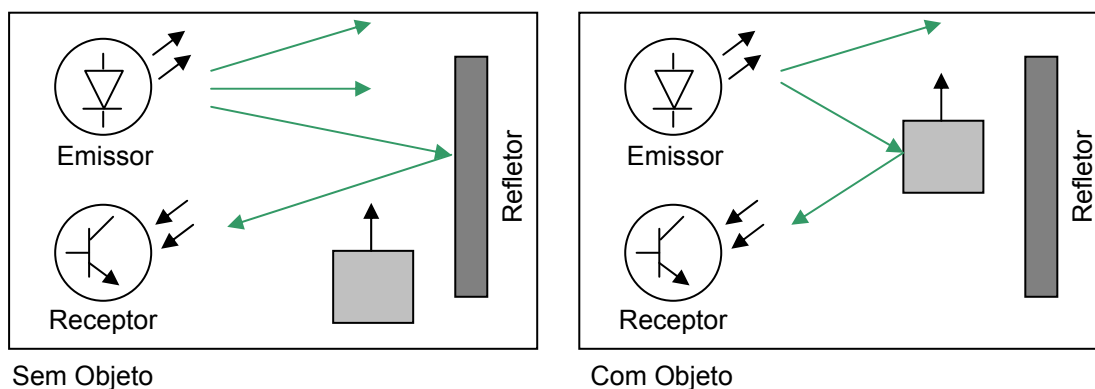 Emissor
Receptor
Refletor
Sem Objeto
Emissor
Receptor
Refletor
Com Objeto